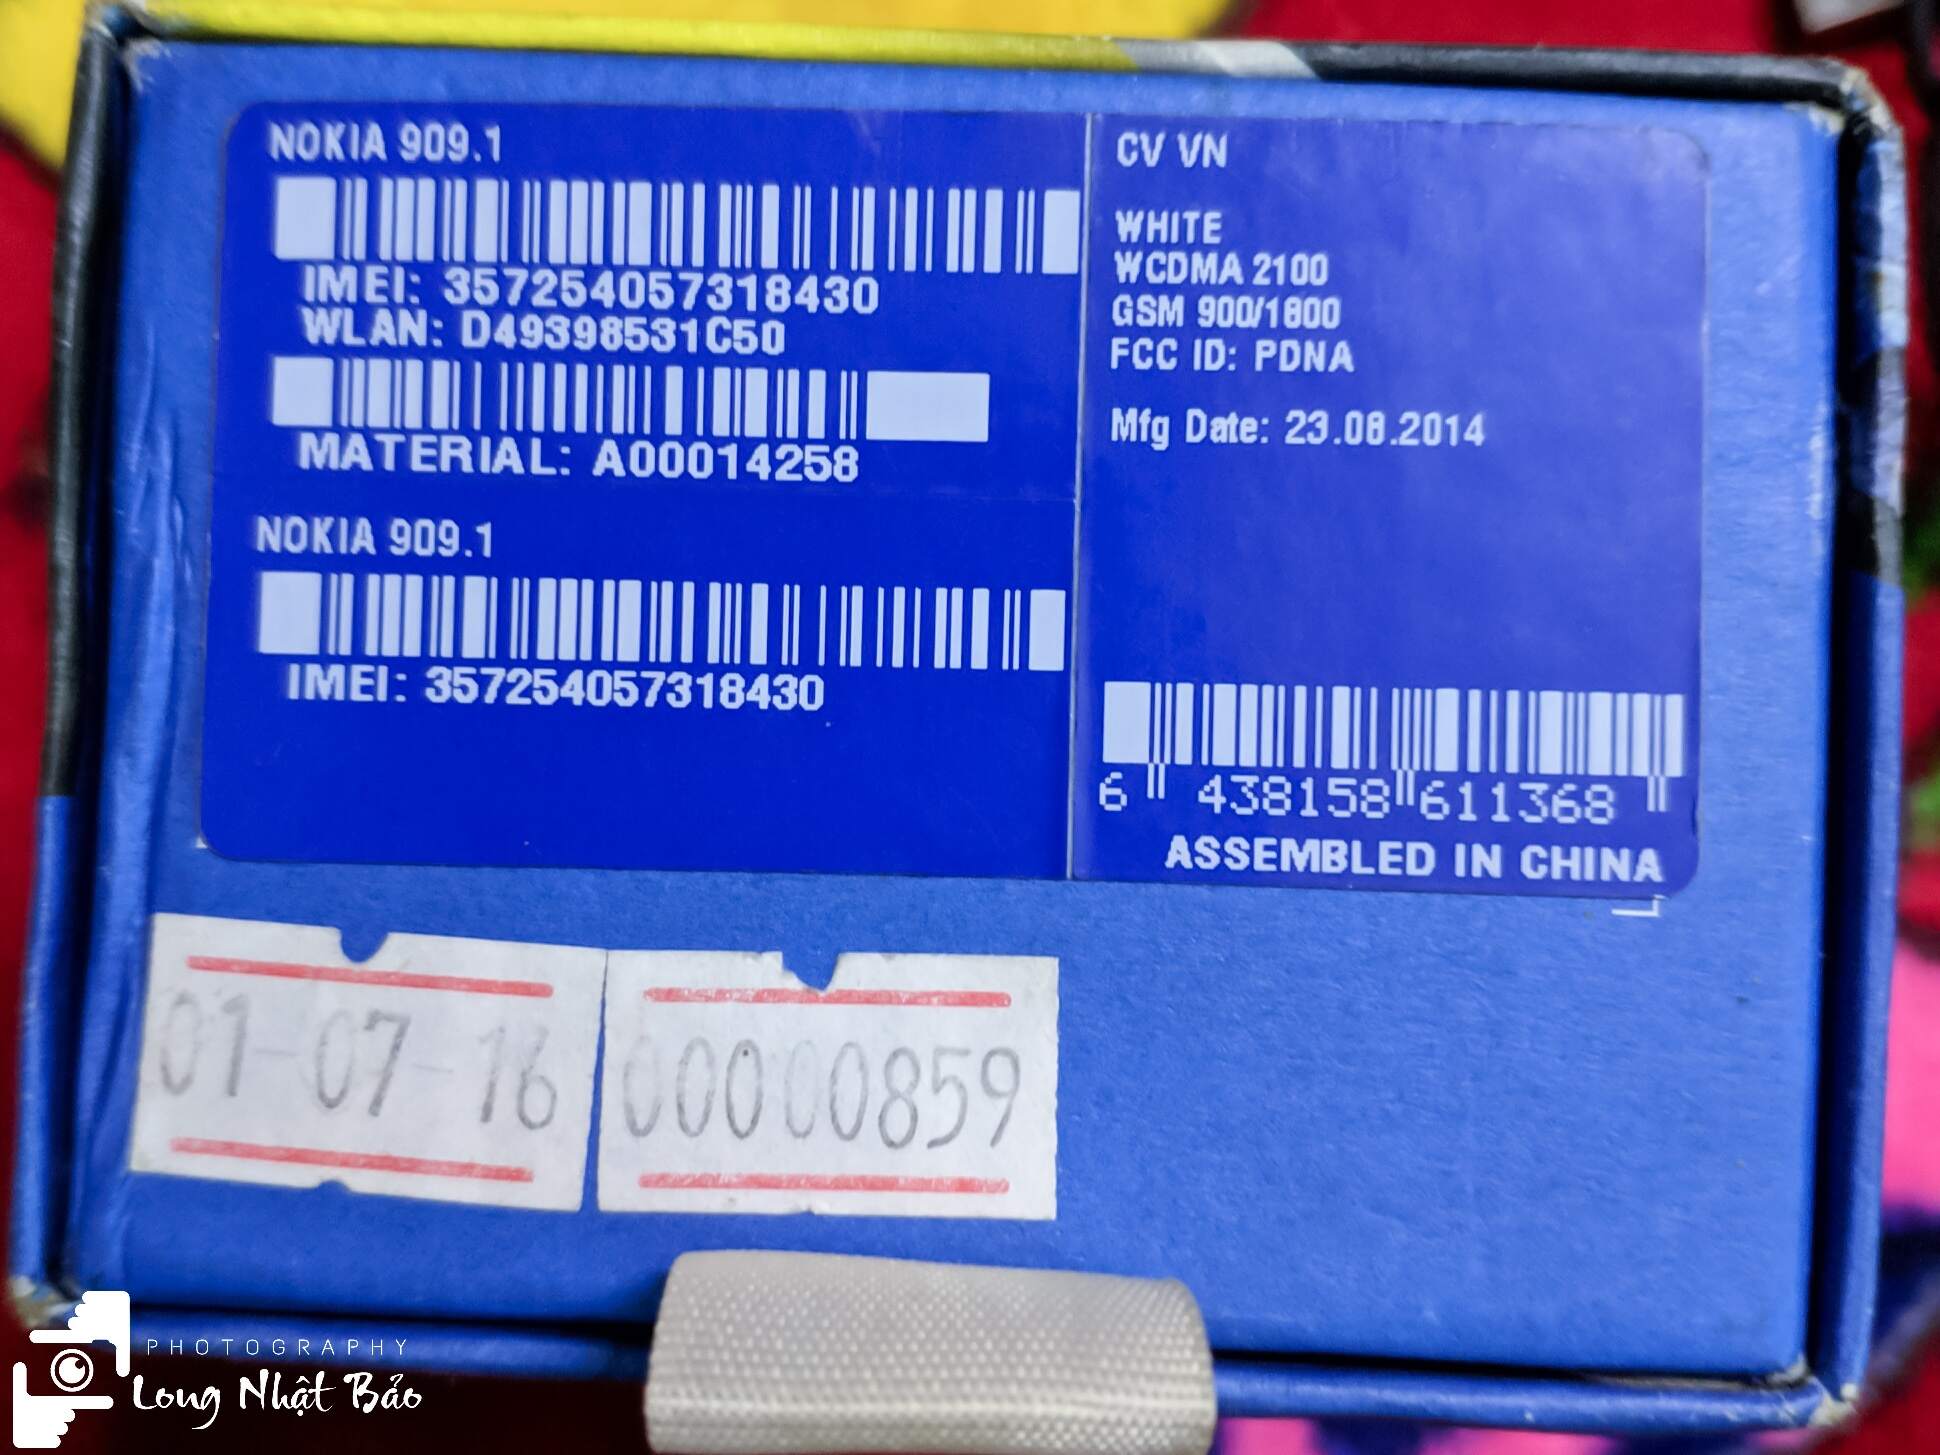 NOKIA 909.1
IMEI: 357254057318430
WLAN: D49398531C50
MATERIAL: A00014258
NOKIA 909.1
IMEI: 357254057318430
CV VN
WHITE
WCDMA 2100
GSM 900/1800
FCC ID: PDNA
Mfg Date: 23.08.2014
6 438158 611368
ASSEMBLED IN CHINA
01-07-16
00000859
PHOTOGRAPHY
Long Nhật Bảo